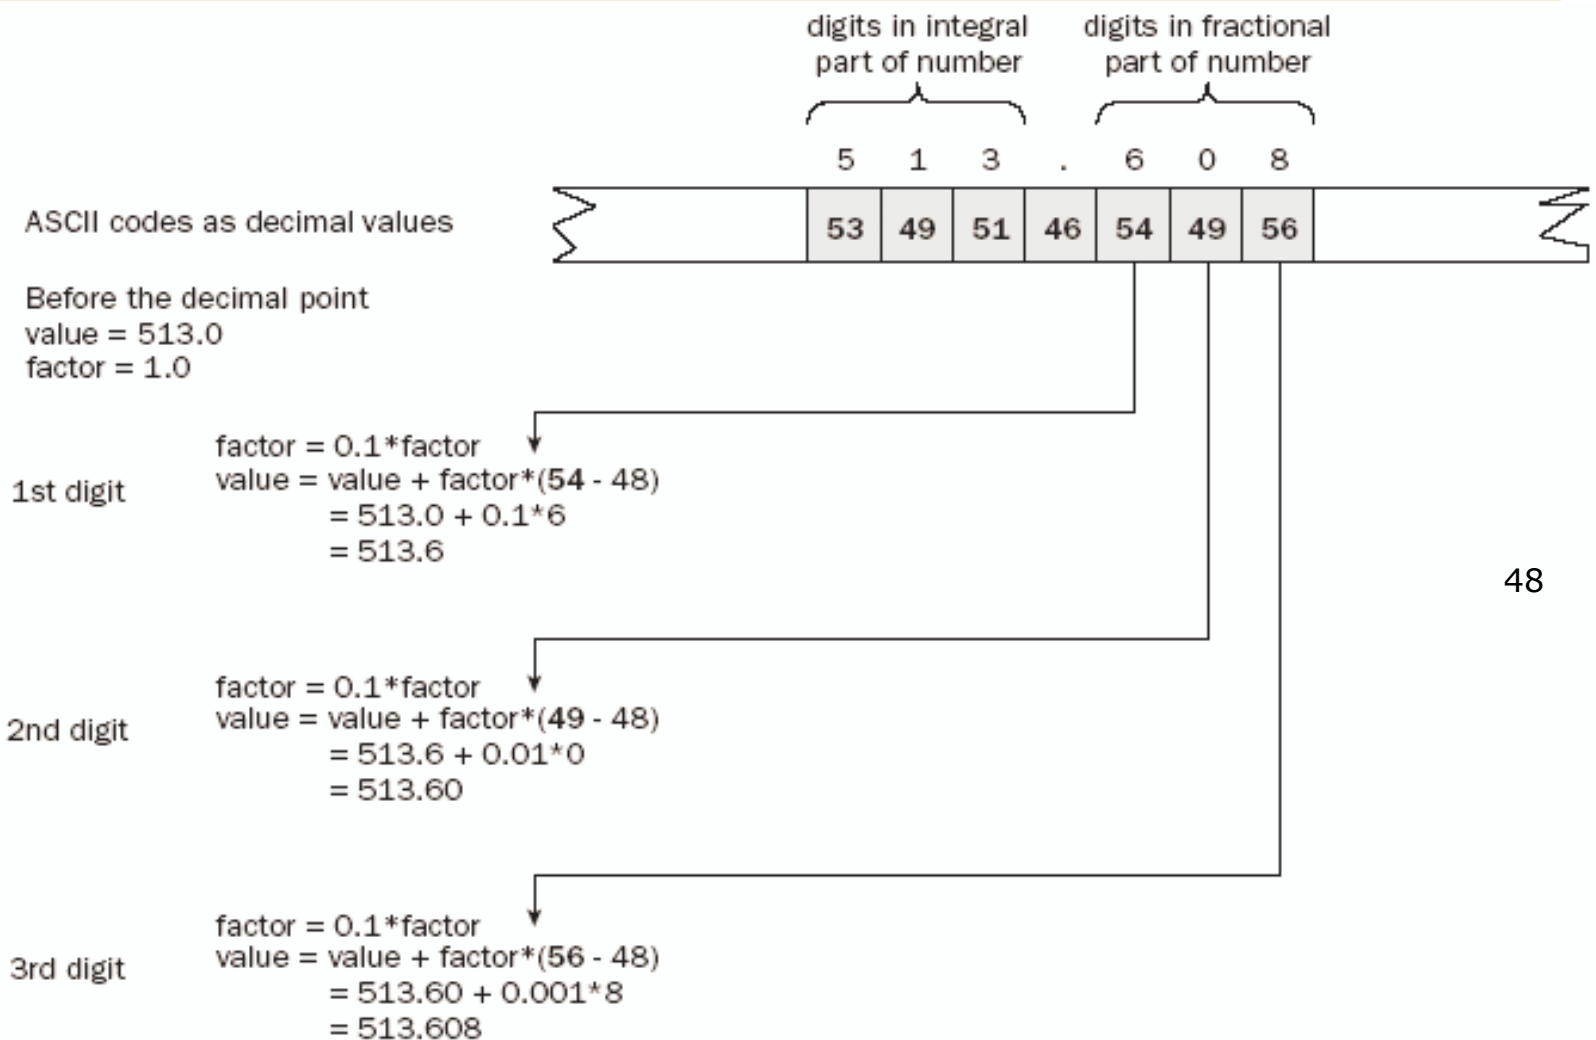 digits in integral
part of number
digits in fractional
part of number
5 1 3 . 6 0 8
ASCII codes as decimal values
53 49 51 46 54 49 56
Before the decimal point
value = 513.0
factor = 1.0
1st digit
factor = 0.1*factor
value = value + factor*(54 - 48)
= 513.0 + 0.1*6
= 513.6
48
2nd digit
factor = 0.1*factor
value = value + factor*(49 - 48)
= 513.6 + 0.01*0
= 513.60
3rd digit
factor = 0.1*factor
value = value + factor*(56 - 48)
= 513.60 + 0.001*8
= 513.608